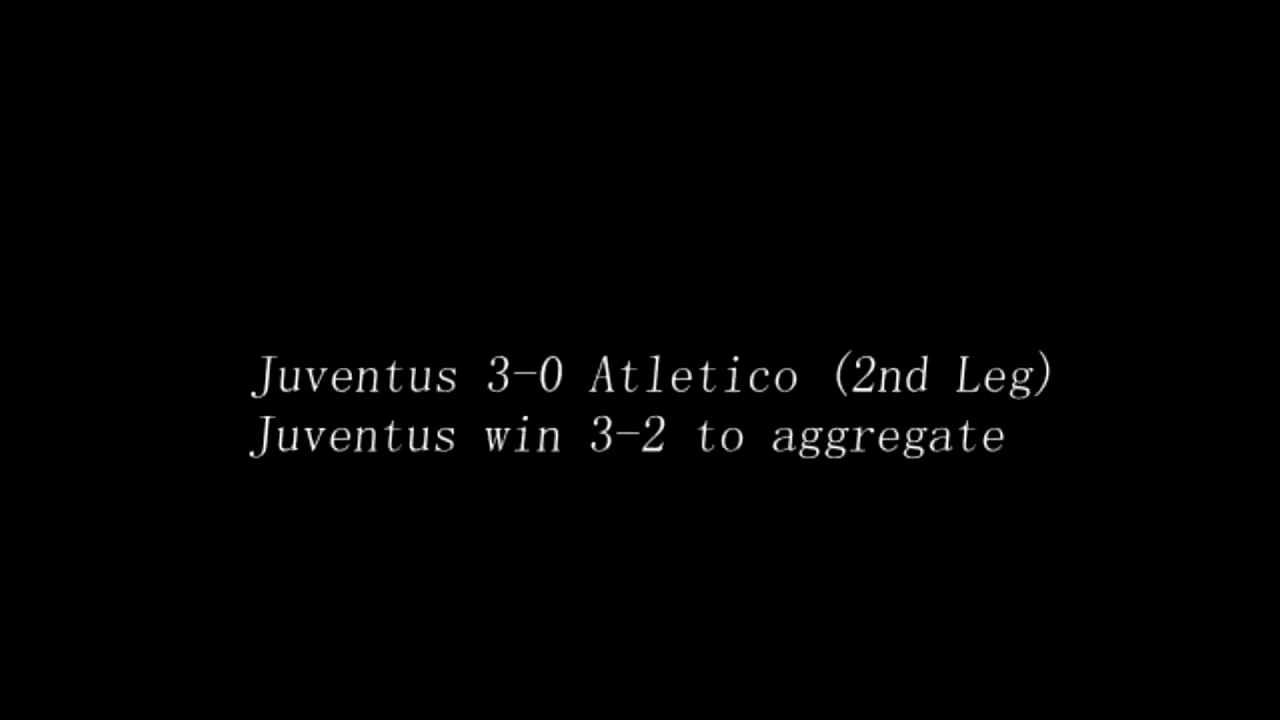 Juventus 3-0 Atletico (2nd Leg)
Juventus win 3-2 to aggregate